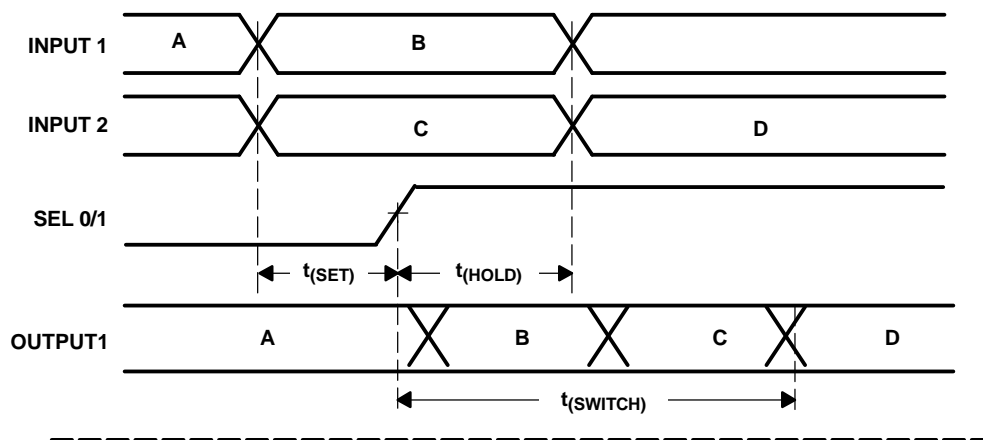 INPUT 1 A B
INPUT 2 C D
SEL 0/1
t(SET) t(HOLD)
OUTPUT1 A B C D
t(SWITCH)